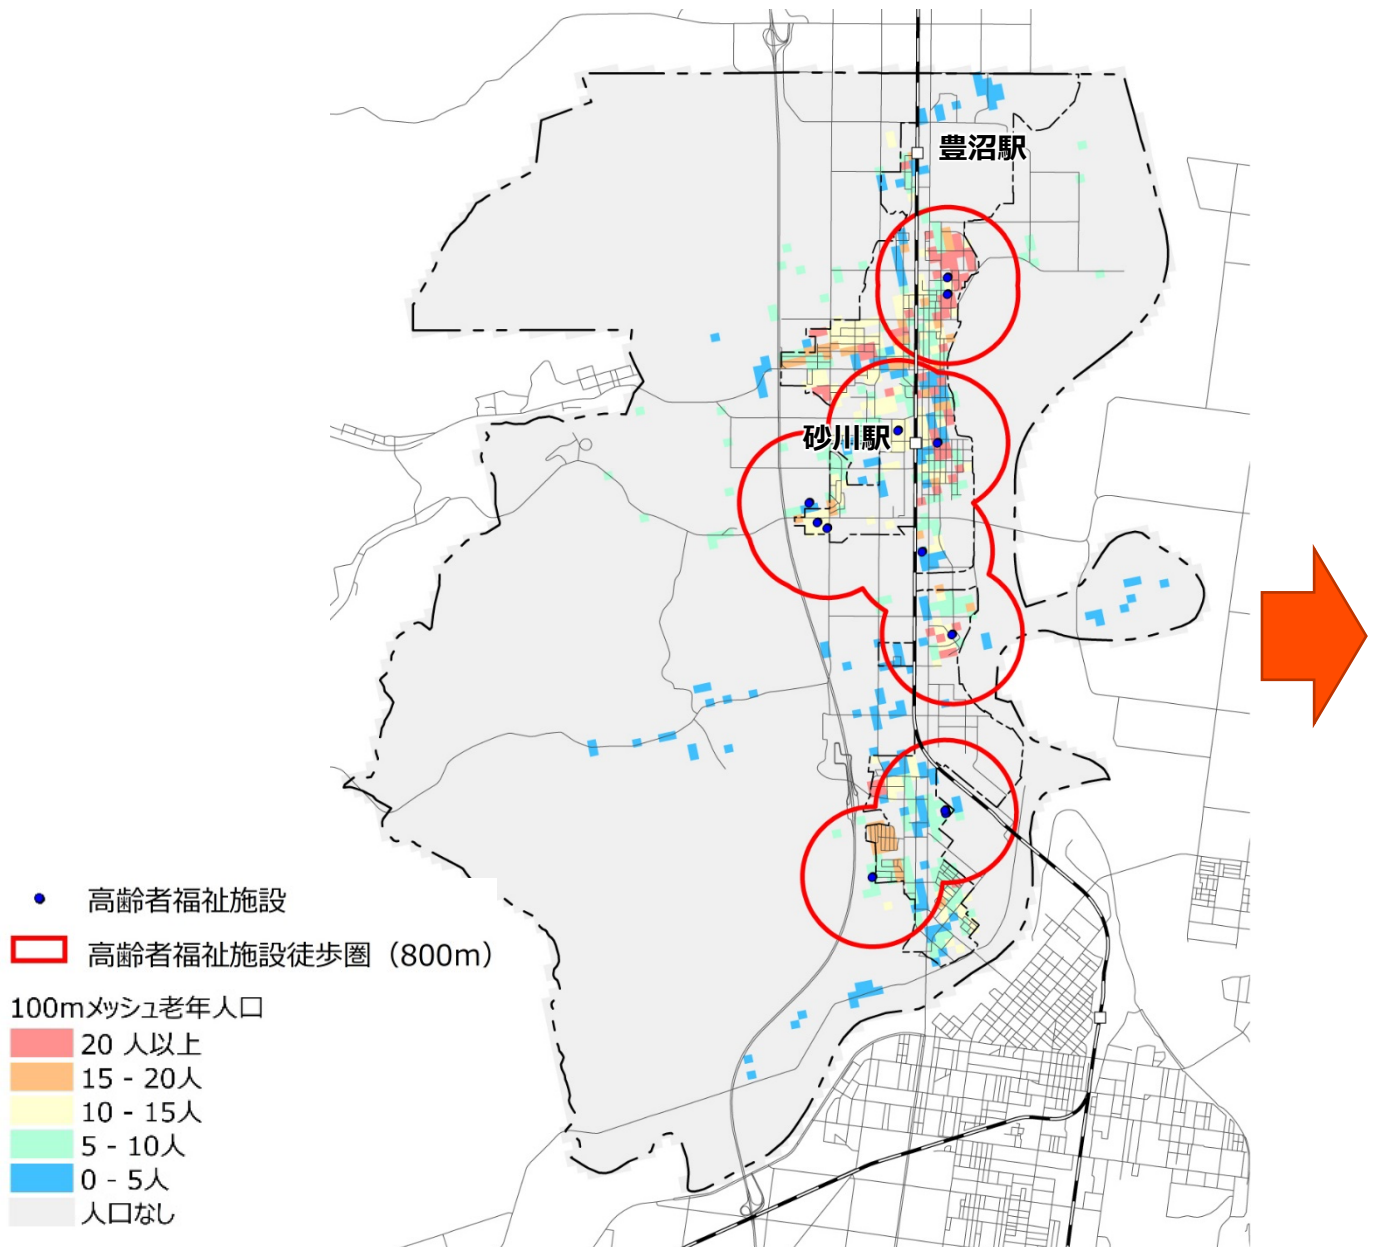 豊沼駅
砂川駅
高齢者福祉施設
高齢者福祉施設徒歩圏（800m）
100mメッシュ老年人口
20 人以上
15 - 20人
10 - 15人
5 - 10人
0 - 5人
人口なし